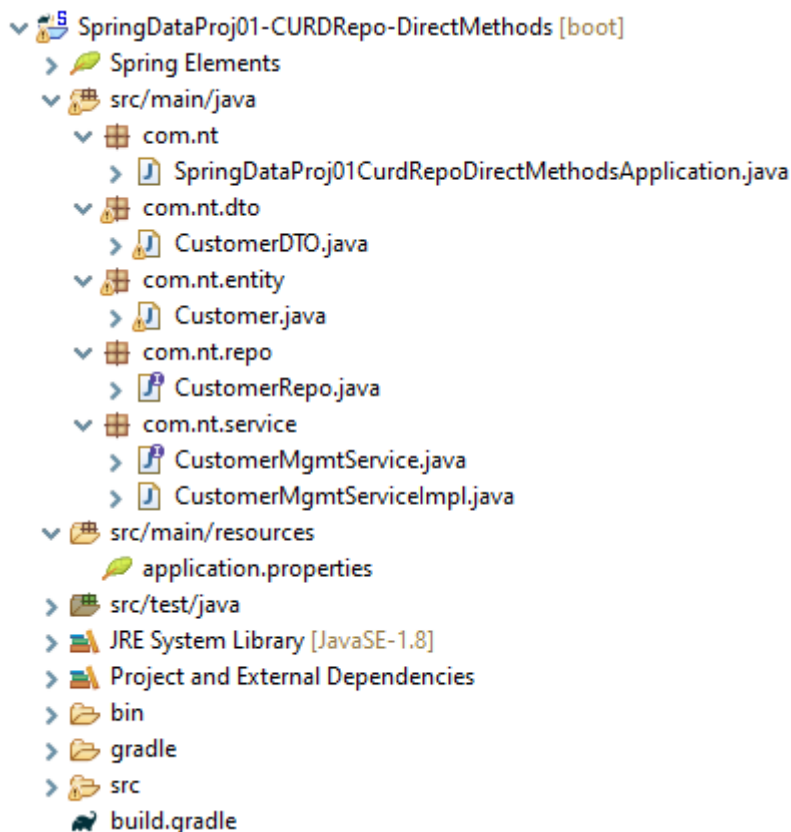 SpringDataProj01-CURDRepo-DirectMethods [boot]
Spring Elements
src/main/java
com.nt
SpringDataProj01CurdRepoDirectMethodsApplication.java
com.nt.dto
CustomerDTO.java
com.nt.entity
Customer.java
com.nt.repo
CustomerRepo.java
com.nt.service
CustomerMgmtService.java
CustomerMgmtServiceImpl.java
src/main/resources
application.properties
src/test/java
JRE System Library [JavaSE-1.8]
Project and External Dependencies
bin
gradle
src
build.gradle